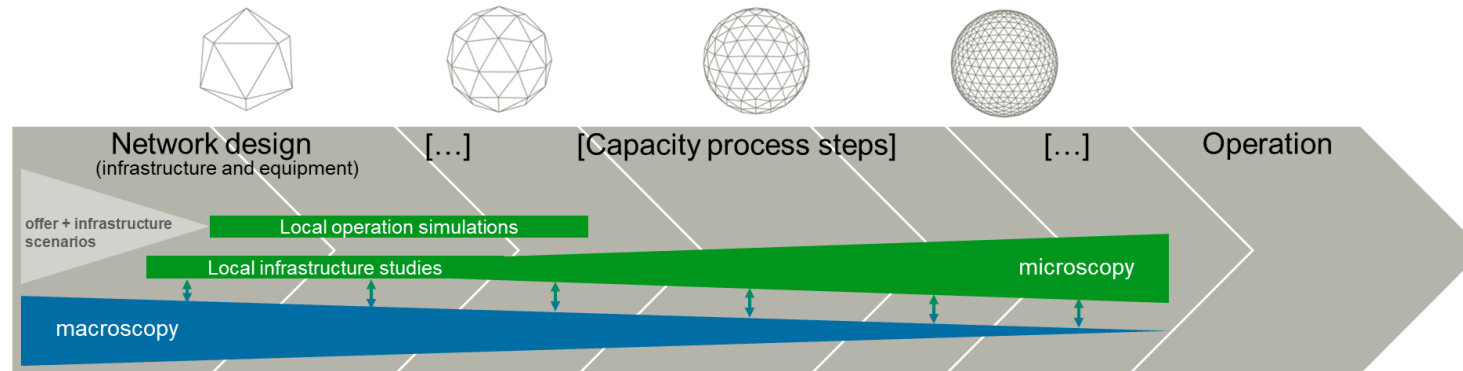 Network design
(infrastructure and equipment)
[…]
[Capacity process steps]
[…]
Operation
offer + infrastructure
scenarios
Local operation simulations
Local infrastructure studies
microscopy
macroscopy